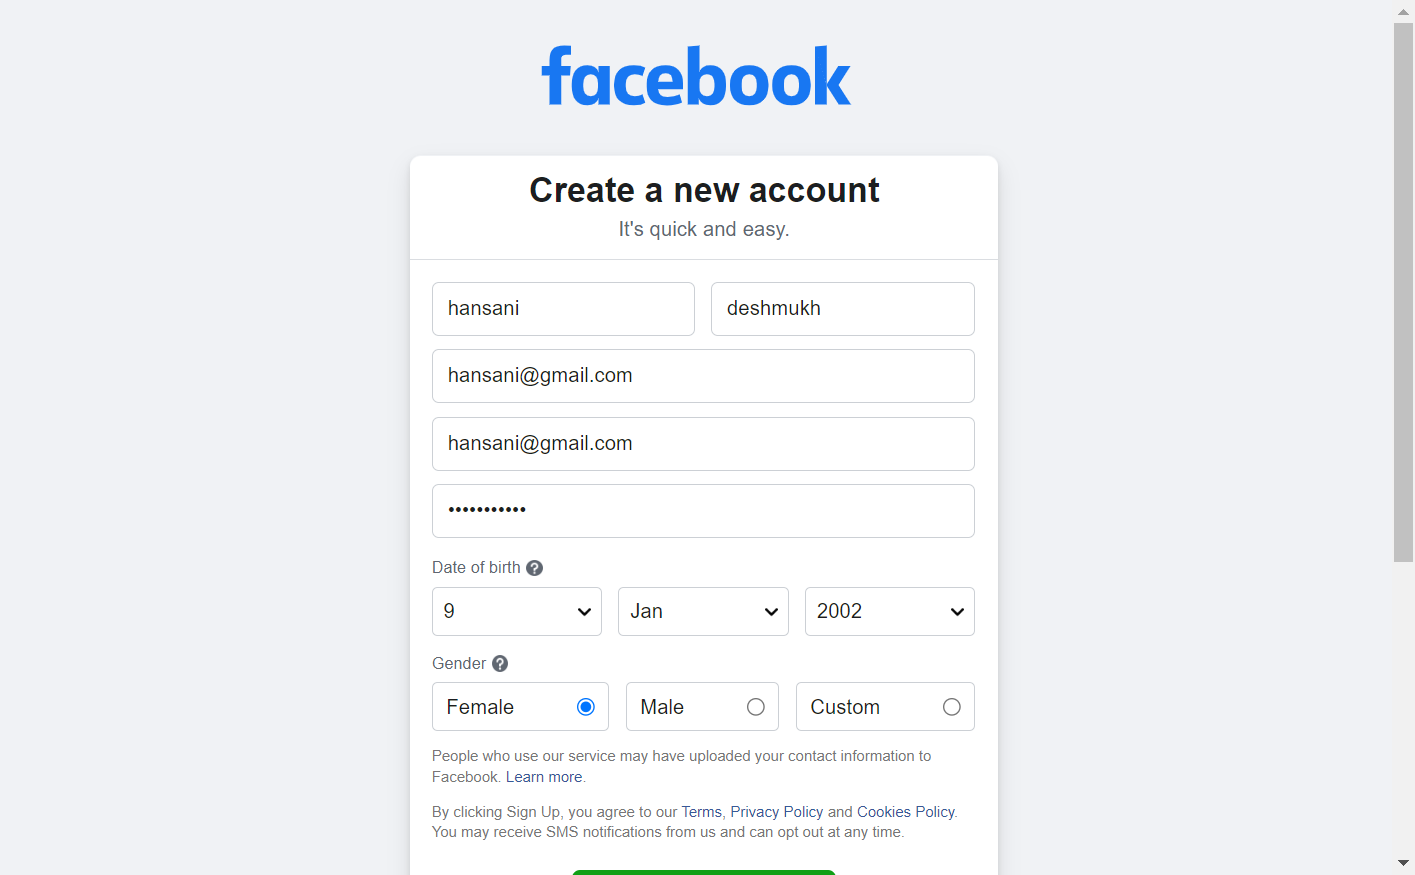 facebook
Create a new account
It's quick and easy.
hansani deshmukh
hansani@gmail.com
hansani@gmail.com
•••••••••••
Date of birth ?
9 Jan 2002
Gender ?
Female Male Custom
People who use our service may have uploaded your contact information to
Facebook. Learn more.
By clicking Sign Up, you agree to our Terms, Privacy Policy and Cookies Policy.
You may receive SMS notifications from us and can opt out at any time.